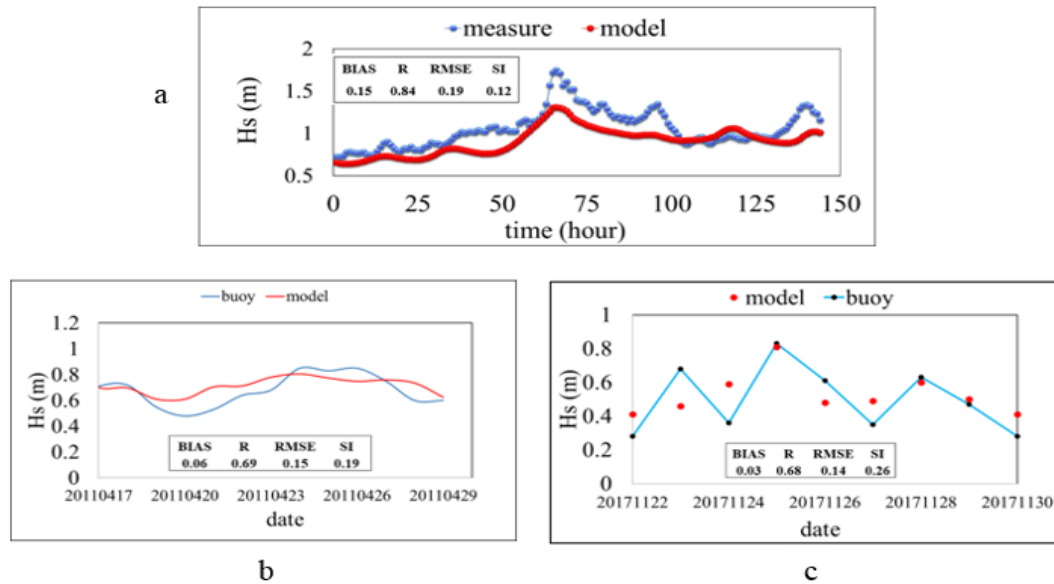 measure model
2
1.5
1
0.5
Hs (m)
BIAS R RMSE SI
0.15 0.84 0.19 0.12
0 25 50 75 100 125 150
time (hour)
a
buoy model
1.2
1
0.8
0.6
0.4
0.2
0
Hs (m)
BIAS R RMSE SI
0.06 0.69 0.15 0.19
20110417 20110420 20110423 20110426 20110429
date
b
model buoy
1
0.8
0.6
0.4
0.2
0
Hs (m)
BIAS R RMSE SI
0.03 0.68 0.14 0.26
20171122 20171124 20171126 20171128 20171130
date
c